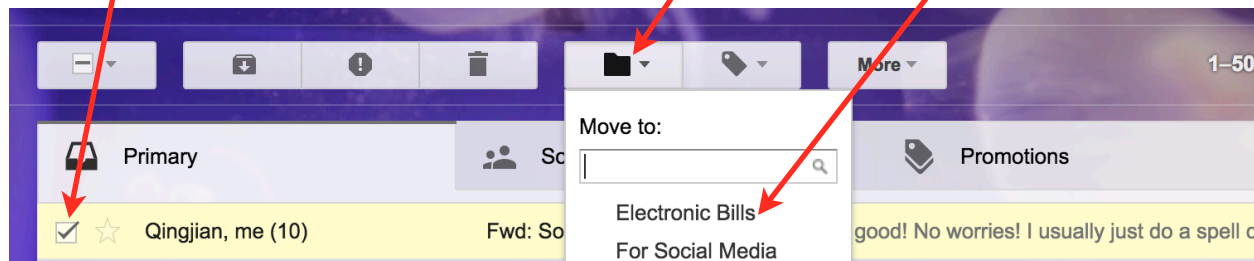 More
1–50
Move to:
Primary
So
Promotions
Electronic Bills
Qingjian, me (10)
Fwd: So
good! No worries! I usually just do a spell c
For Social Media